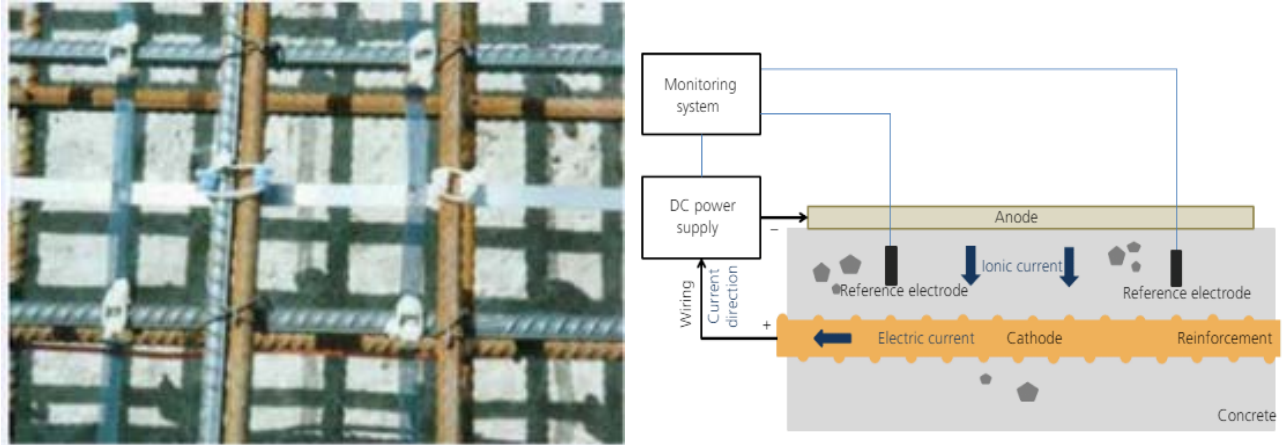 Monitoring
system
DC power
supply
−
+
Wiring
Current
direction
Anode
Ionic current
Reference electrode
Reference electrode
Electric current
Cathode
Reinforcement
Concrete